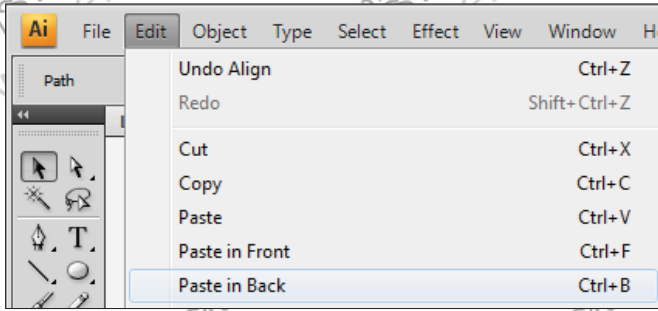 Ai File Edit Object Type Select Effect View Window
Path
Undo Align Ctrl+Z
Redo Shift+Ctrl+Z
Cut Ctrl+X
Copy Ctrl+C
Paste Ctrl+V
Paste in Front Ctrl+F
Paste in Back Ctrl+B